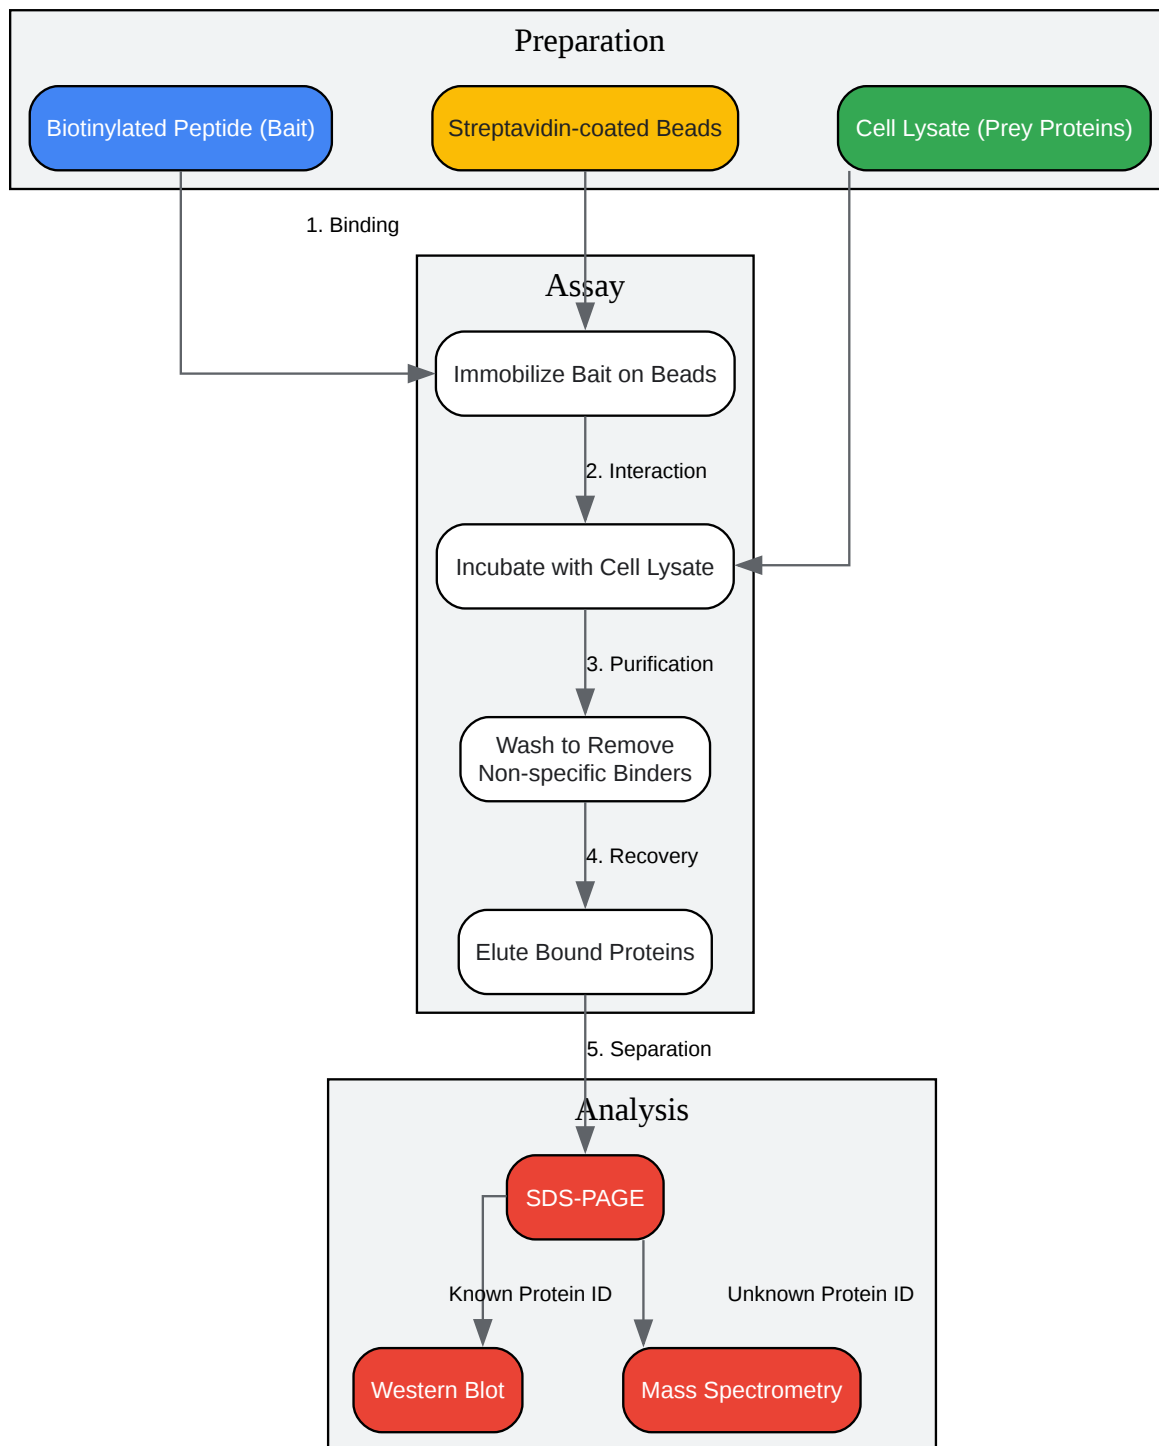 Preparation
Biotinylated Peptide (Bait)
Streptavidin-coated Beads
Cell Lysate (Prey Proteins)
1. Binding
Assay
Immobilize Bait on Beads
2. Interaction
Incubate with Cell Lysate
3. Purification
Wash to Remove
Non-specific Binders
4. Recovery
Elute Bound Proteins
5. Separation
Analysis
SDS-PAGE
Known Protein ID
Unknown Protein ID
Western Blot
Mass Spectrometry